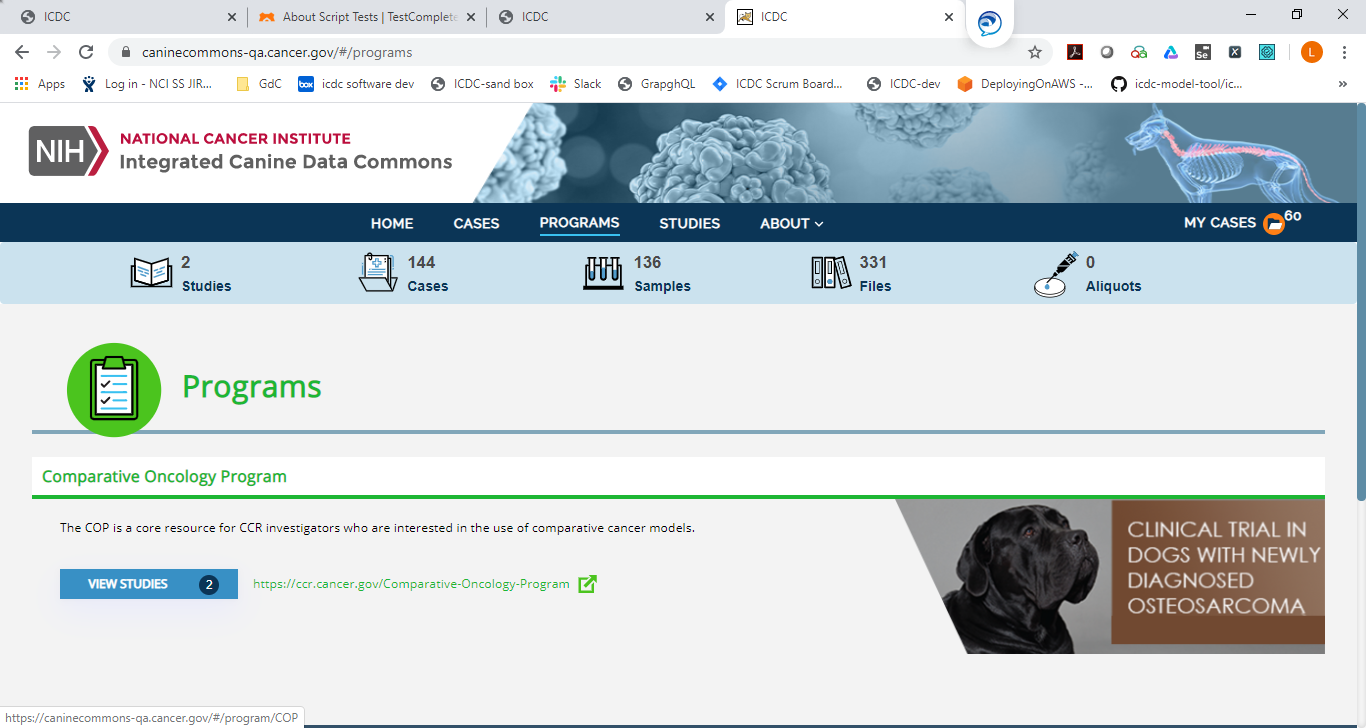 ICDC
About Script Tests | TestComplete
ICDC
ICDC
caninecommons-qa.cancer.gov/#/programs
L
Apps
Log in - NCI SS JIR...
GdC
box
icdc software dev
ICDC-sand box
Slack
GrapghQL
ICDC Scrum Board...
ICDC-dev
DeployingOnAWS -...
icdc-model-tool/ic...
»
NIH
NATIONAL CANCER INSTITUTE
Integrated Canine Data Commons
HOME
CASES
PROGRAMS
STUDIES
ABOUT
MY CASES
60
2
Studies
144
Cases
136
Samples
331
Files
0
Aliquots
Programs
Comparative Oncology Program
The COP is a core resource for CCR investigators who are interested in the use of comparative cancer models.
VIEW STUDIES 2
https://ccr.cancer.gov/Comparative-Oncology-Program
CLINICAL TRIAL IN
DOGS WITH NEWLY
DIAGNOSED
OSTEOSARCOMA
https://caninecommons-qa.cancer.gov/#/program/COP